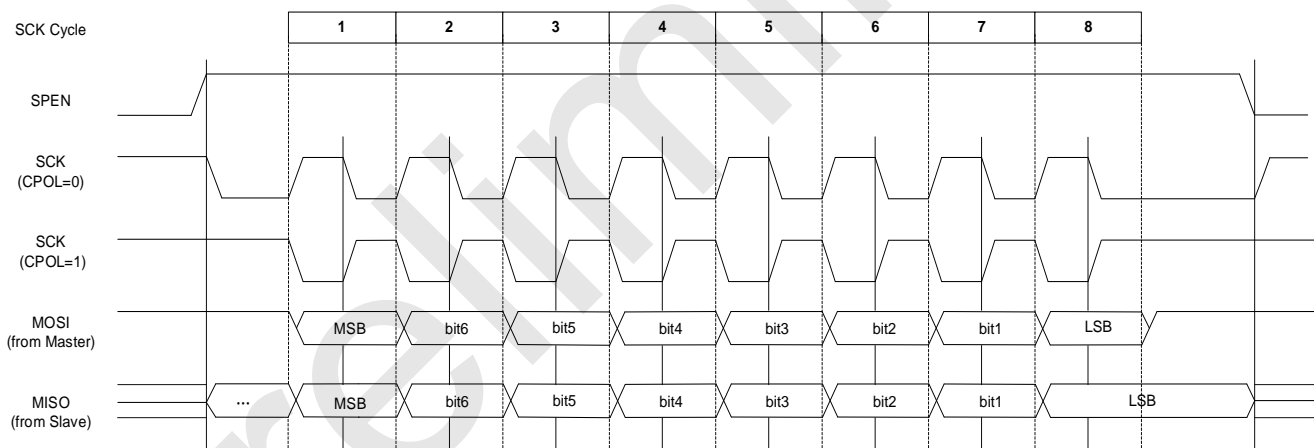 SCK Cycle 1 2 3 4 5 6 7 8
SPEN
SCK
(CPOL=0)
SCK
(CPOL=1)
MOSI
(from Master)
MSB bit6 bit5 bit4 bit3 bit2 bit1 LSB
MISO
(from Slave)
... MSB bit6 bit5 bit4 bit3 bit2 bit1 LSB
relim